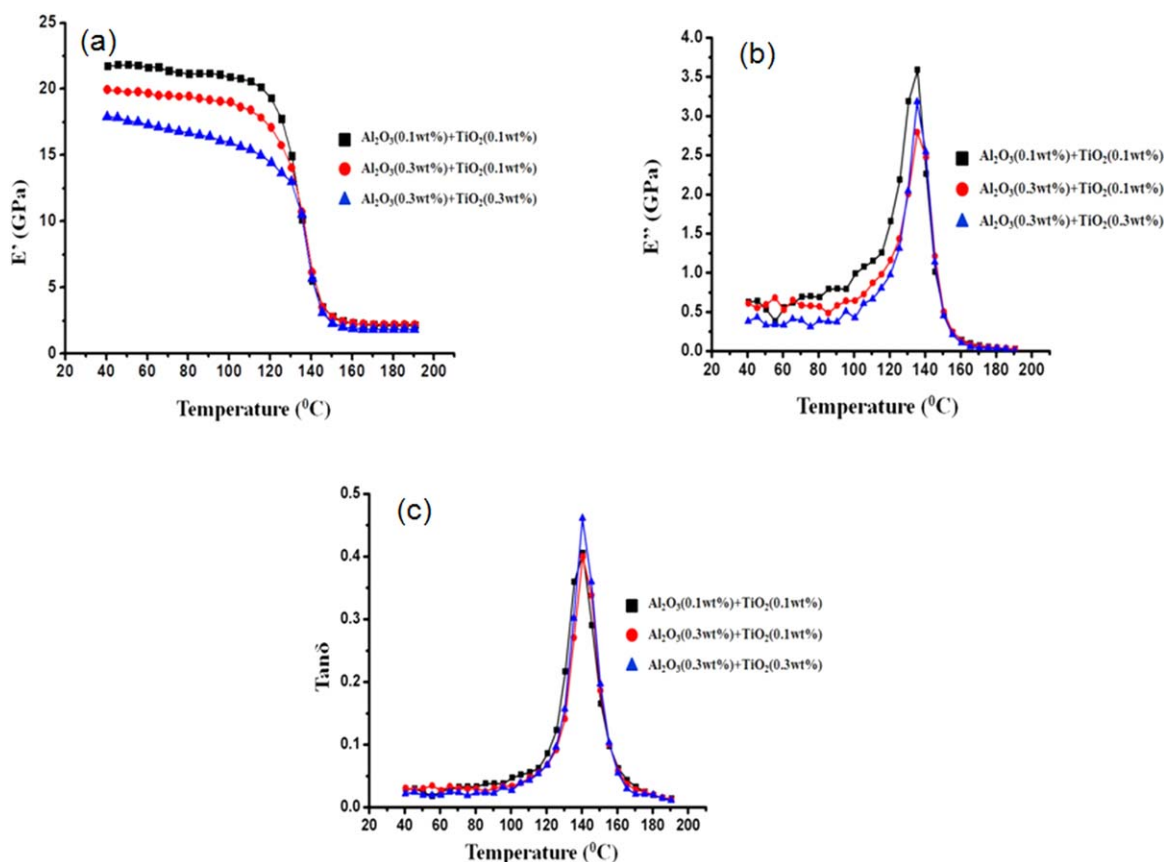 (a)
25
20
15
10
5
0
E' (GPa)
20 40 60 80 100 120 140 160 180 200
Temperature (⁰C)
Al₂O₃(0.1wt%)+TiO₂(0.1wt%)
Al₂O₃(0.3wt%)+TiO₂(0.1wt%)
Al₂O₃(0.3wt%)+TiO₂(0.3wt%)
(b)
4.0
3.5
3.0
2.5
2.0
1.5
1.0
0.5
0.0
E'' (GPa)
20 40 60 80 100 120 140 160 180 200
Temperature (⁰C)
Al₂O₃(0.1wt%)+TiO₂(0.1wt%)
Al₂O₃(0.3wt%)+TiO₂(0.1wt%)
Al₂O₃(0.3wt%)+TiO₂(0.3wt%)
(c)
0.5
0.4
0.3
0.2
0.1
0.0
Tanδ
20 40 60 80 100 120 140 160 180 200
Temperature (⁰C)
Al₂O₃(0.1wt%)+TiO₂(0.1wt%)
Al₂O₃(0.3wt%)+TiO₂(0.1wt%)
Al₂O₃(0.3wt%)+TiO₂(0.3wt%)